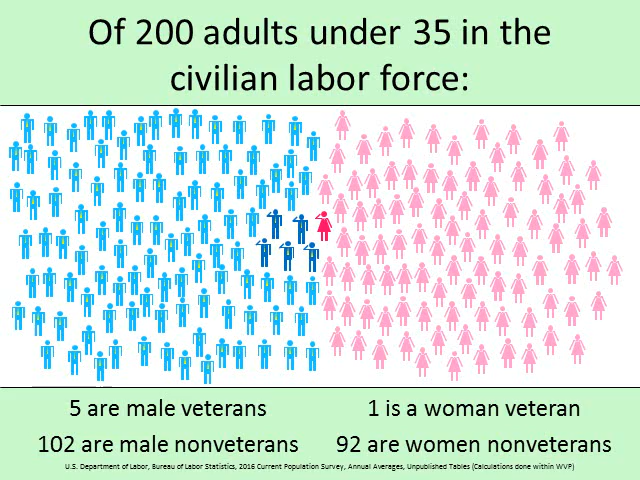 Of 200 adults under 35 in the
civilian labor force:
5 are male veterans
1 is a woman veteran
102 are male nonveterans
92 are women nonveterans
U.S. Department of Labor, Bureau of Labor Statistics, 2016 Current Population Survey, Annual Averages, Unpublished Tables (Calculations done within WVP)